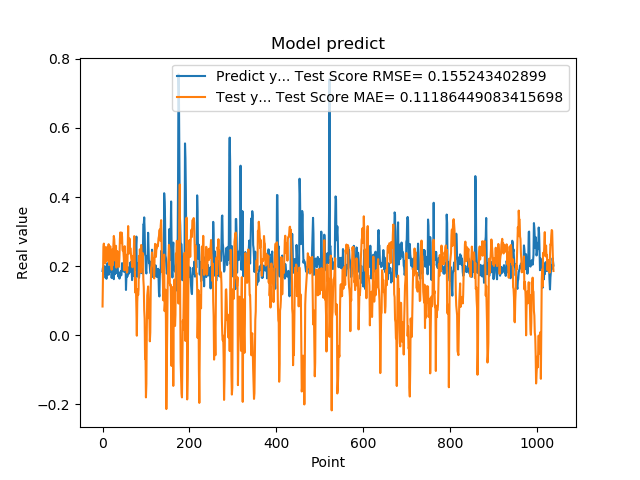 Model predict
Predict y... Test Score RMSE= 0.155243402899
Test y... Test Score MAE= 0.11186449083415698
Real value
0.8
0.6
0.4
0.2
0.0
−0.2
0 200 400 600 800 1000
Point